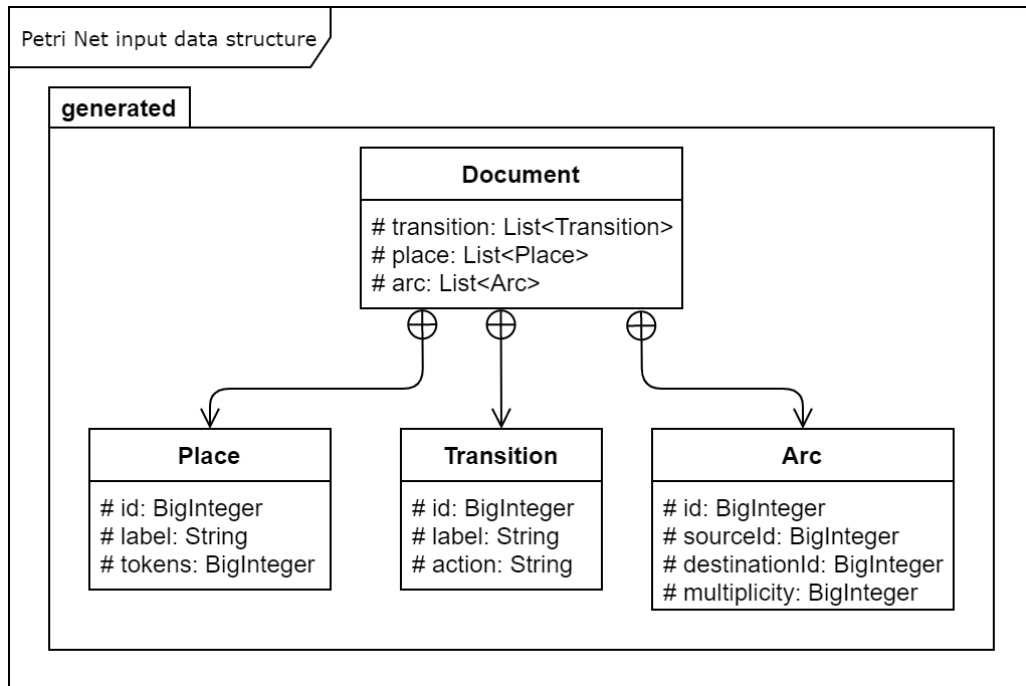 Petri Net input data structure
generated
Document
# transition: List<Transition>
# place: List<Place>
# arc: List<Arc>
Place
# id: BigInteger
# label: String
# tokens: BigInteger
Transition
# id: BigInteger
# label: String
# action: String
Arc
# id: BigInteger
# sourceId: BigInteger
# destinationId: BigInteger
# multiplicity: BigInteger